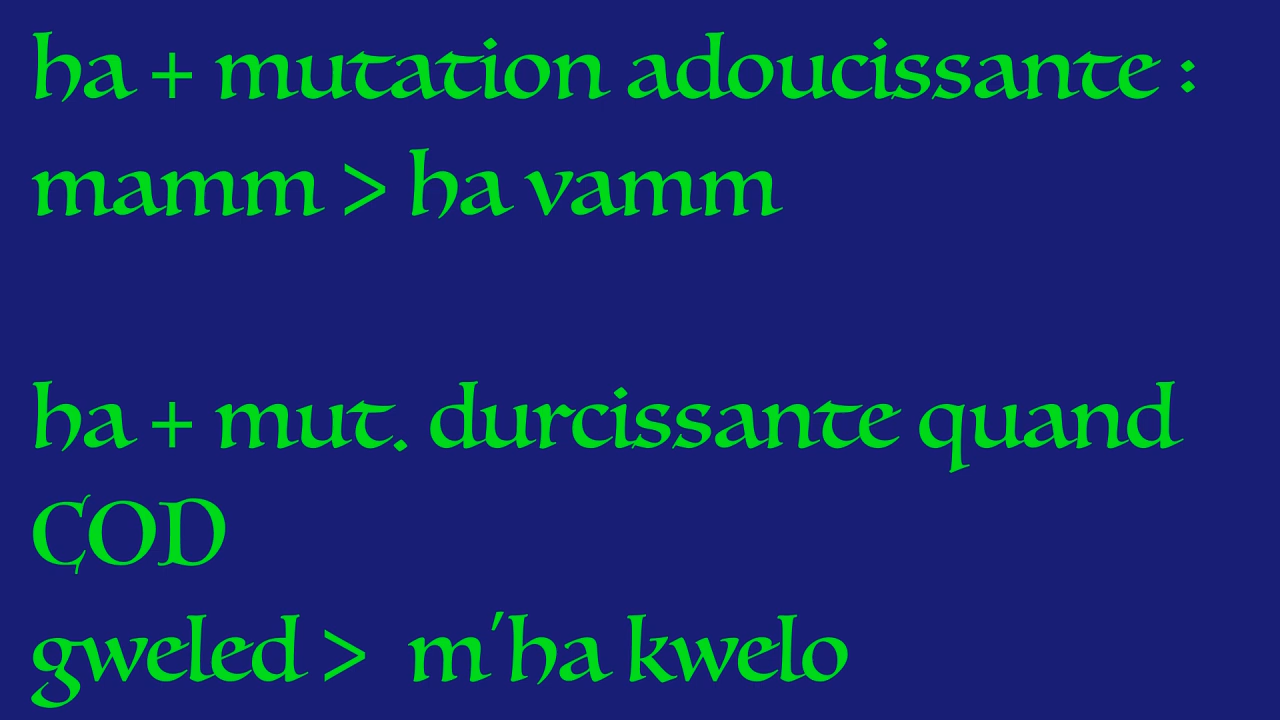 ha + mutation adoucissante :
mamm > ha vamm
ha + mut. durcissante quand
COD
gweled > m'ha kwelo